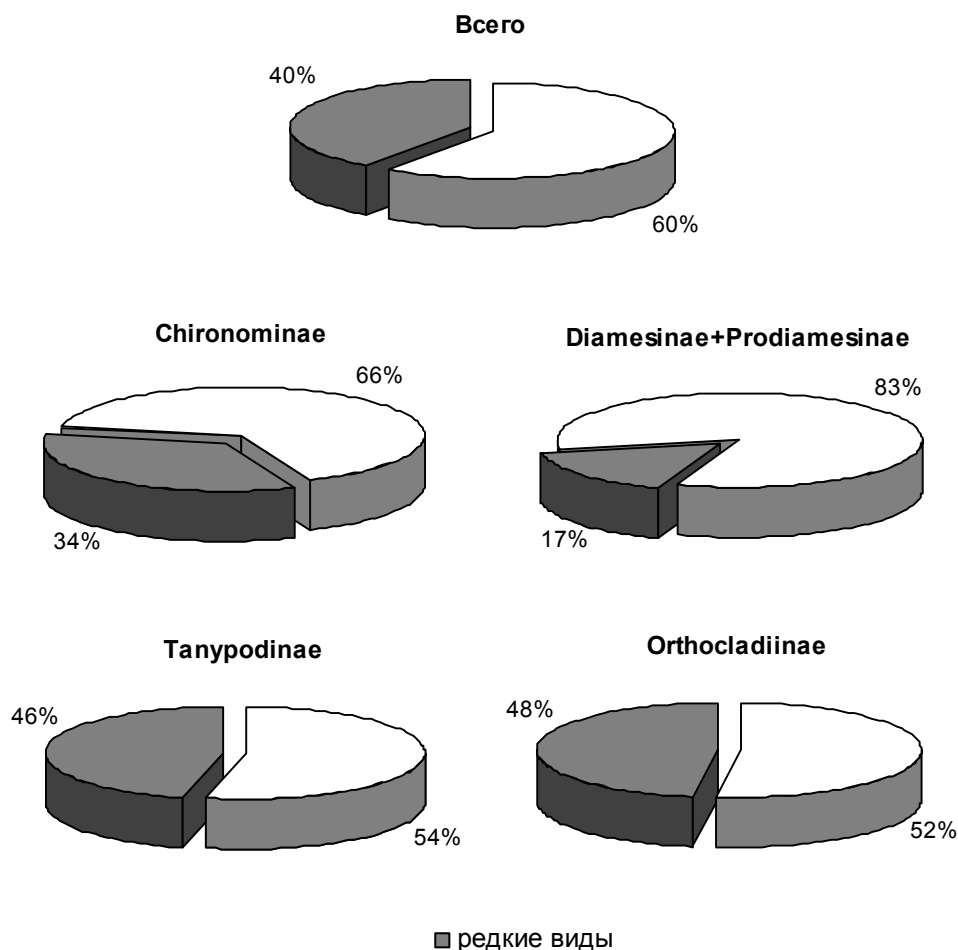 Всего
40%
60%
Chironominae
66%
34%
Diamesinae+Prodiamesinae
83%
17%
Tanypodinae
46%
54%
Orthocladiinae
48%
52%
редкие виды